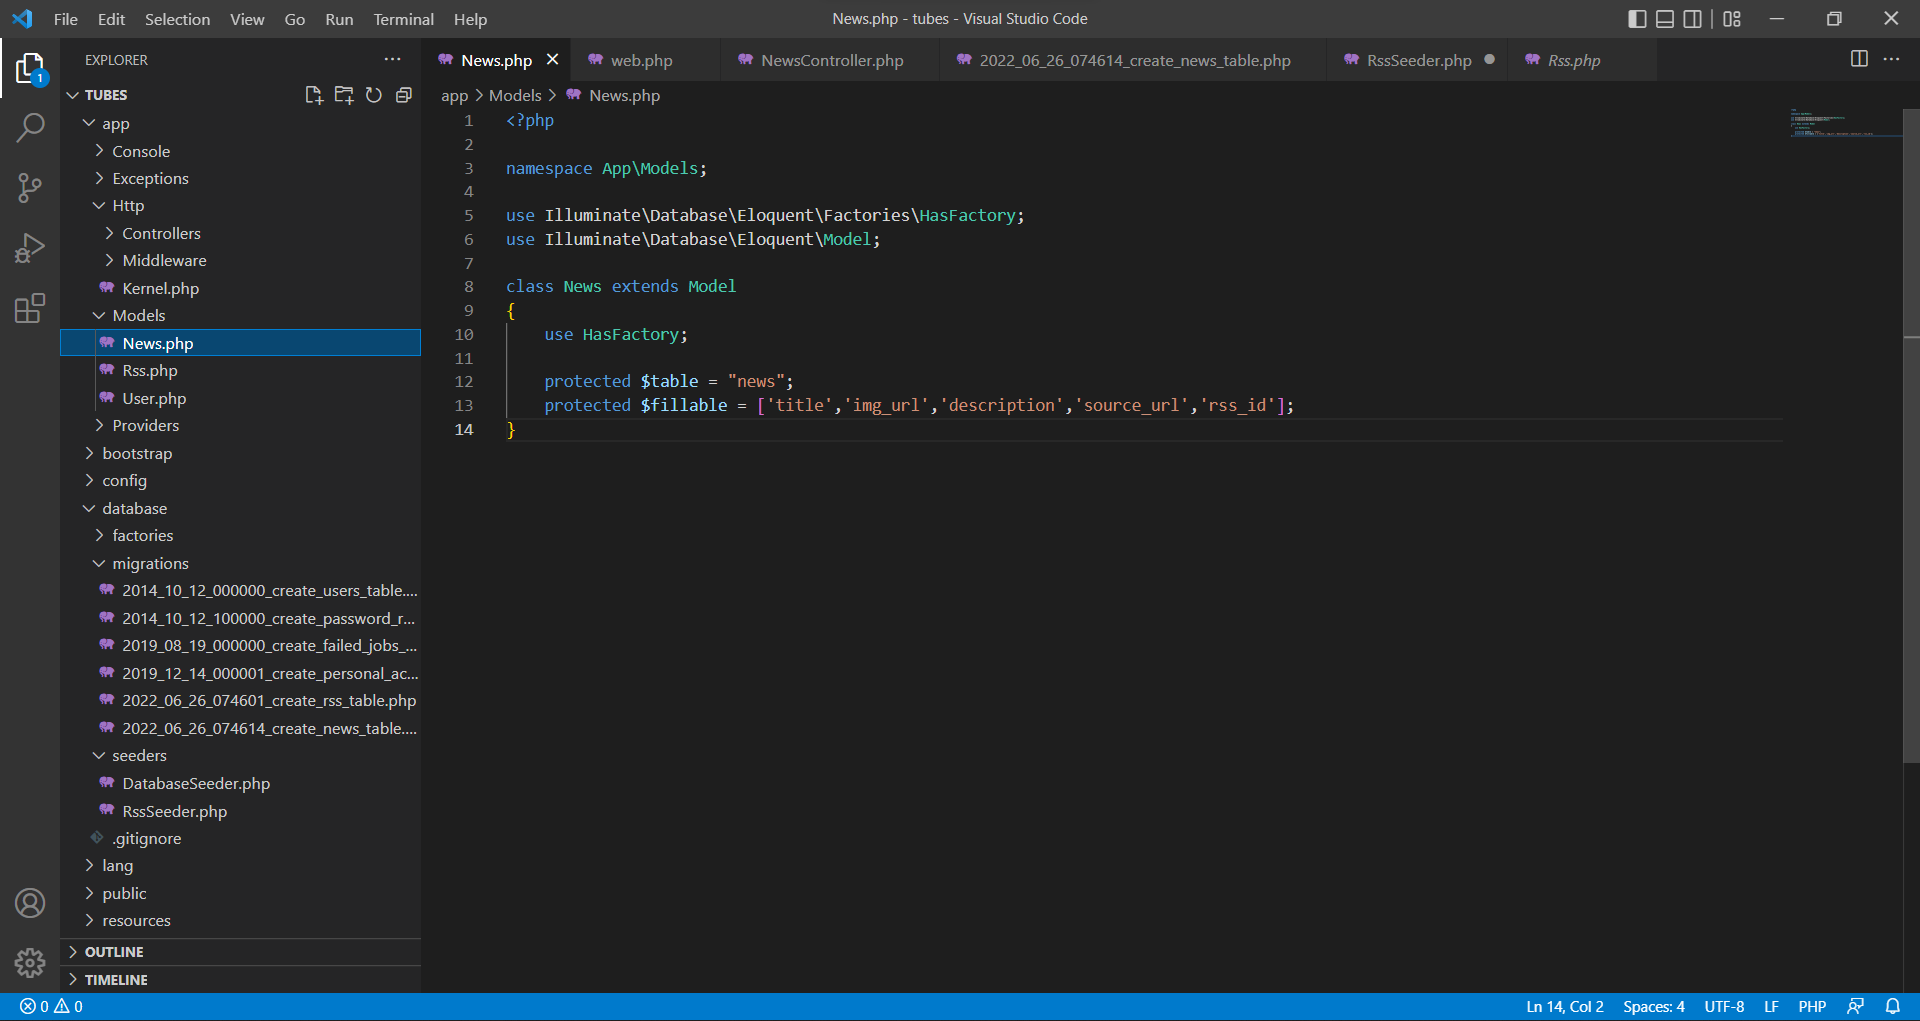 File Edit Selection View Go Run Terminal Help
News.php - tubes - Visual Studio Code
EXPLORER
News.php
web.php
NewsController.php
2022_06_26_074614_create_news_table.php
RssSeeder.php
Rss.php
1
TUBES
app
Console
Exceptions
Http
Controllers
Middleware
Kernel.php
Models
News.php
Rss.php
User.php
Providers
bootstrap
config
database
factories
migrations
2014_10_12_000000_create_users_table....
2014_10_12_100000_create_password_r...
2019_08_19_000000_create_failed_jobs_...
2019_12_14_000001_create_personal_ac...
2022_06_26_074601_create_rss_table.php
2022_06_26_074614_create_news_table....
seeders
DatabaseSeeder.php
RssSeeder.php
.gitignore
lang
public
resources
OUTLINE
TIMELINE
app > Models > News.php
1 <?php
2
3 namespace App\Models;
4
5 use Illuminate\Database\Eloquent\Factories\HasFactory;
6 use Illuminate\Database\Eloquent\Model;
7
8 class News extends Model
9 {
10     use HasFactory;
11
12     protected $table = "news";
13     protected $fillable = ['title','img_url','description','source_url','rss_id'];
14 }
0 0
Ln 14, Col 2 Spaces: 4 UTF-8 LF PHP